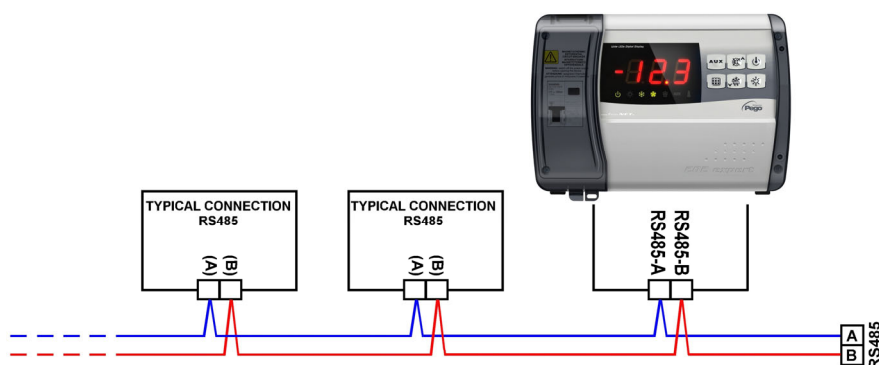 AUX
-12.3
Pego
TYPICAL CONNECTION
RS485
(A)
(B)
TYPICAL CONNECTION
RS485
(A)
(B)
RS485-A
RS485-B
A
B
RS485